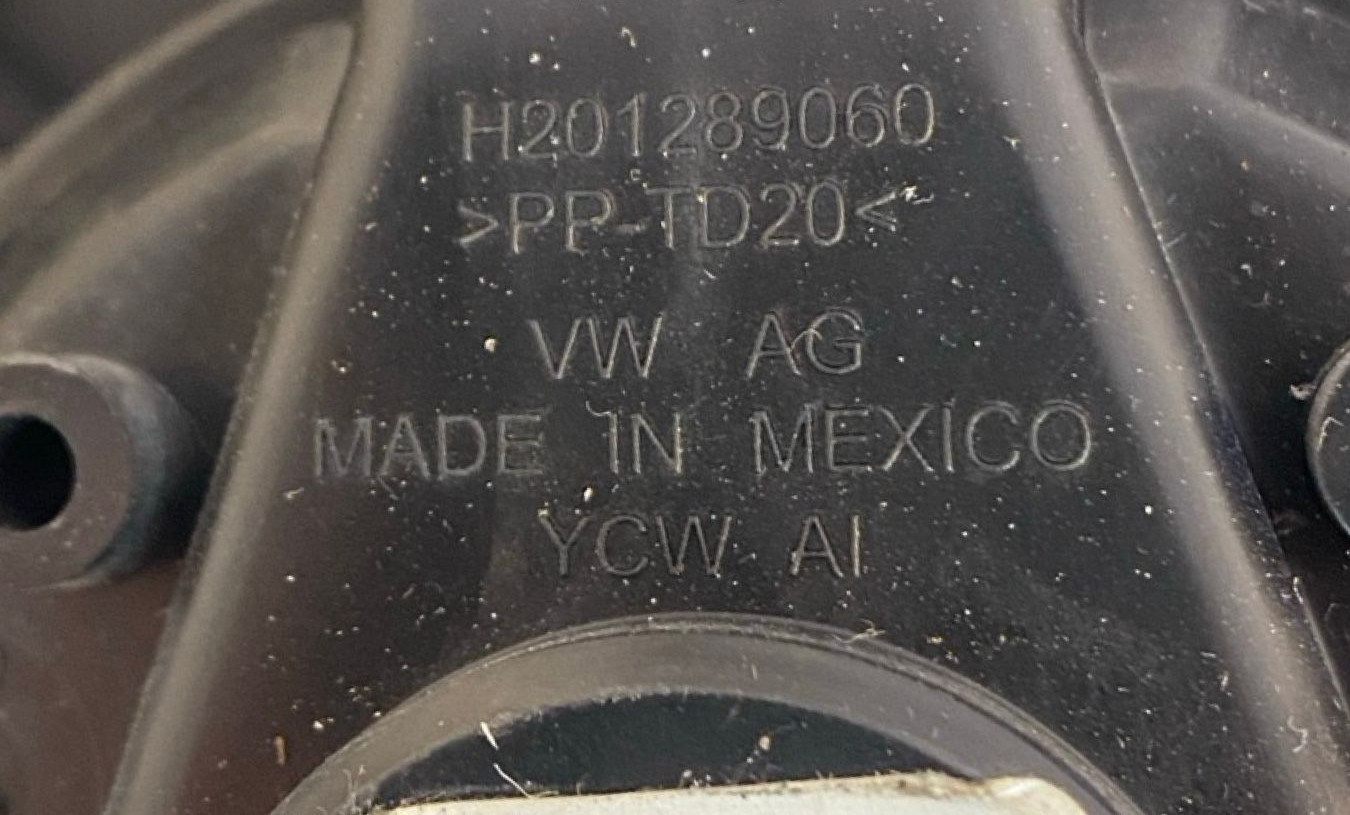 H201289060
>PP-TD20<
VW AG
MADE IN MEXICO
YCW AI